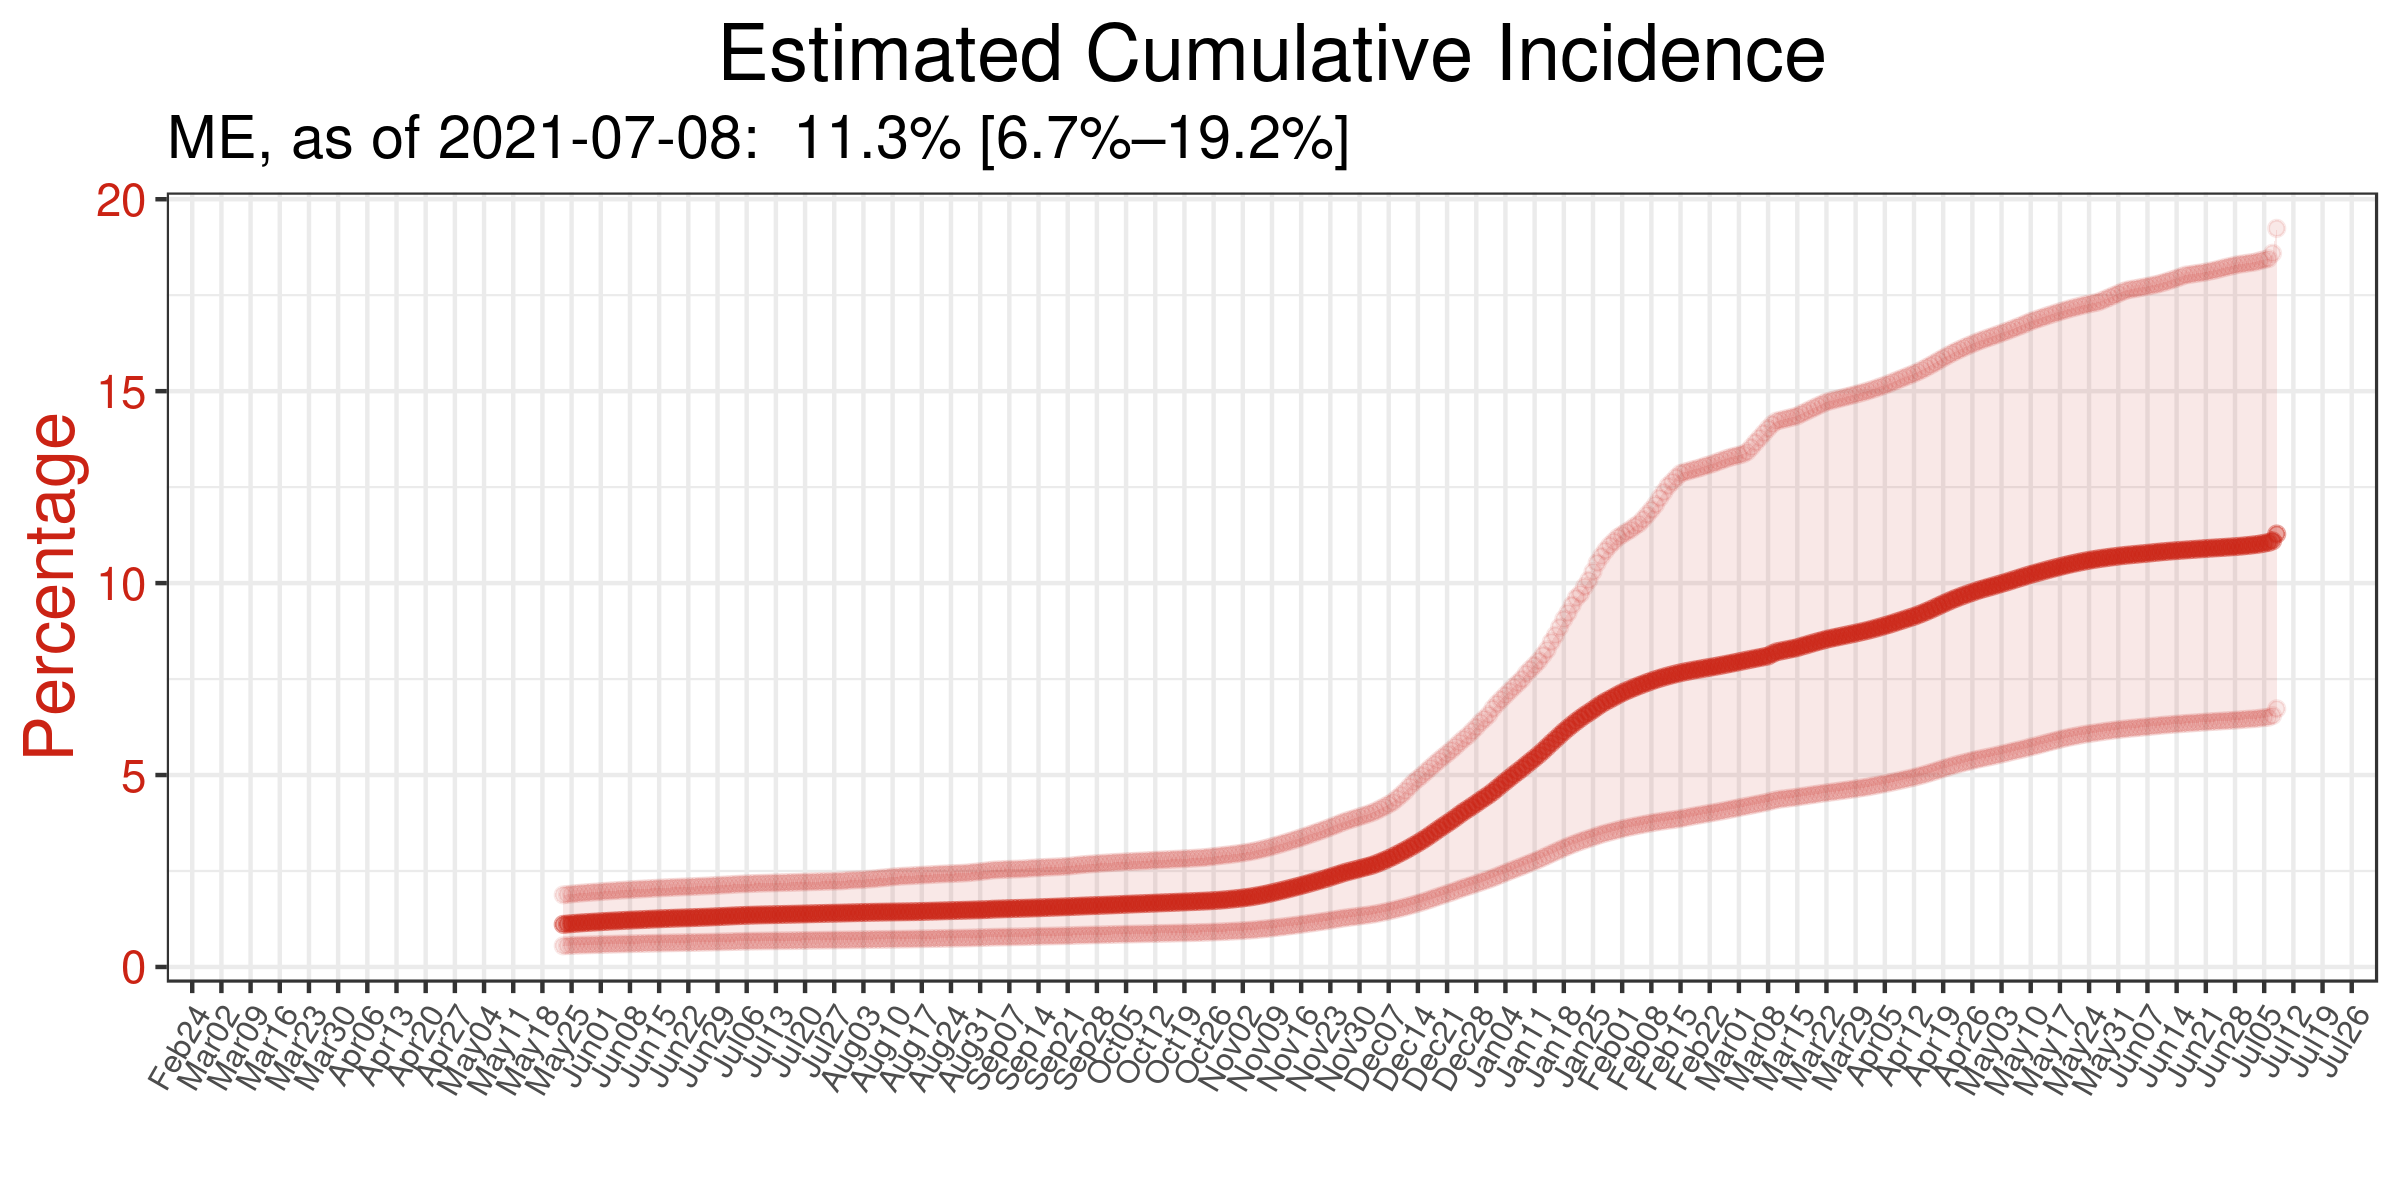 Estimated Cumulative Incidence
ME, as of 2021-07-08:  11.3% [6.7%–19.2%]
Percentage
20
15
10
5
0
Feb24
Mar02
Mar09
Mar16
Mar23
Mar30
Apr06
Apr13
Apr20
Apr27
May04
May11
May18
May25
Jun01
Jun08
Jun15
Jun22
Jun29
Jul06
Jul13
Jul20
Jul27
Aug03
Aug10
Aug17
Aug24
Aug31
Sep07
Sep14
Sep21
Sep28
Oct05
Oct12
Oct19
Oct26
Nov02
Nov09
Nov16
Nov23
Nov30
Dec07
Dec14
Dec21
Dec28
Jan04
Jan11
Jan18
Jan25
Feb01
Feb08
Feb15
Feb22
Mar01
Mar08
Mar15
Mar22
Mar29
Apr05
Apr12
Apr19
Apr26
May03
May10
May17
May24
May31
Jun07
Jun14
Jun21
Jun28
Jul05
Jul12
Jul19
Jul26